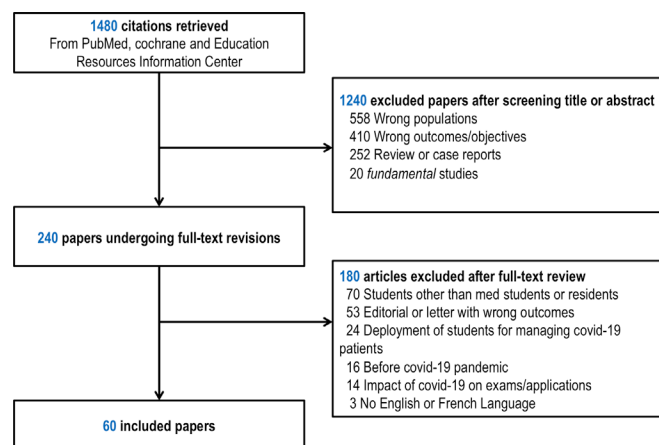 1480 citations retrieved
From PubMed, cochrane and Education
Resources Information Center
1240 excluded papers after screening title or abstract
558 Wrong populations
410 Wrong outcomes/objectives
252 Review or case reports
20 fundamental studies
240 papers undergoing full-text revisions
180 articles excluded after full-text review
70 Students other than med students or residents
53 Editorial or letter with wrong outcomes
24 Deployment of students for managing covid-19
patients
16 Before covid-19 pandemic
14 Impact of covid-19 on exams/applications
3 No English or French Language
60 included papers